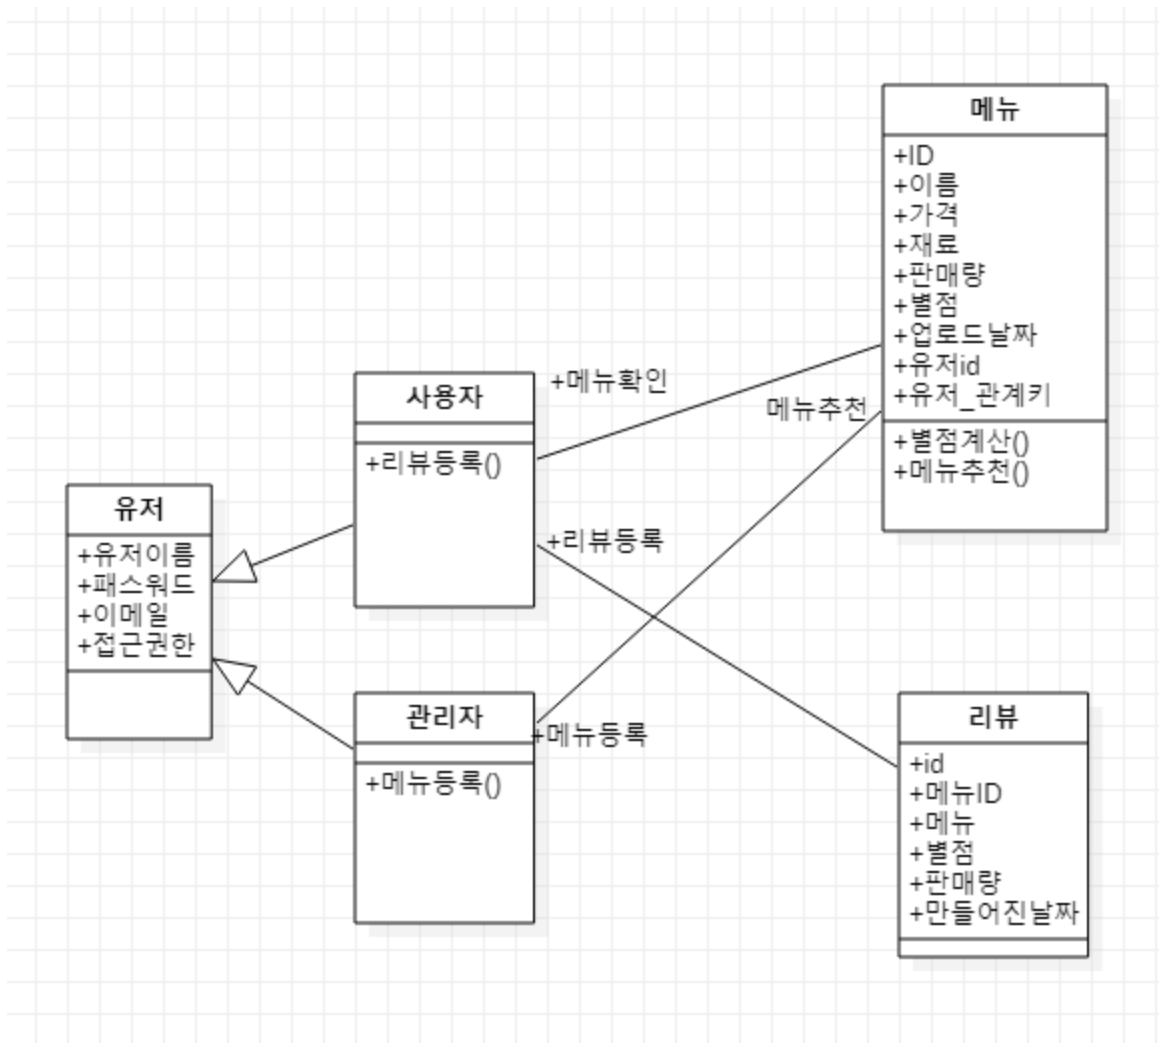 메뉴
+ID
+이름
+가격
+재료
+판매량
+별점
+업로드날짜
+유저id
+유저_관계키
+별점계산()
+메뉴추천()
사용자
+리뷰등록()
+메뉴확인
메뉴추천
+리뷰등록
유저
+유저이름
+패스워드
+이메일
+접근권한
관리자
+메뉴등록()
+메뉴등록
리뷰
+id
+메뉴ID
+메뉴
+별점
+판매량
+만들어진날짜